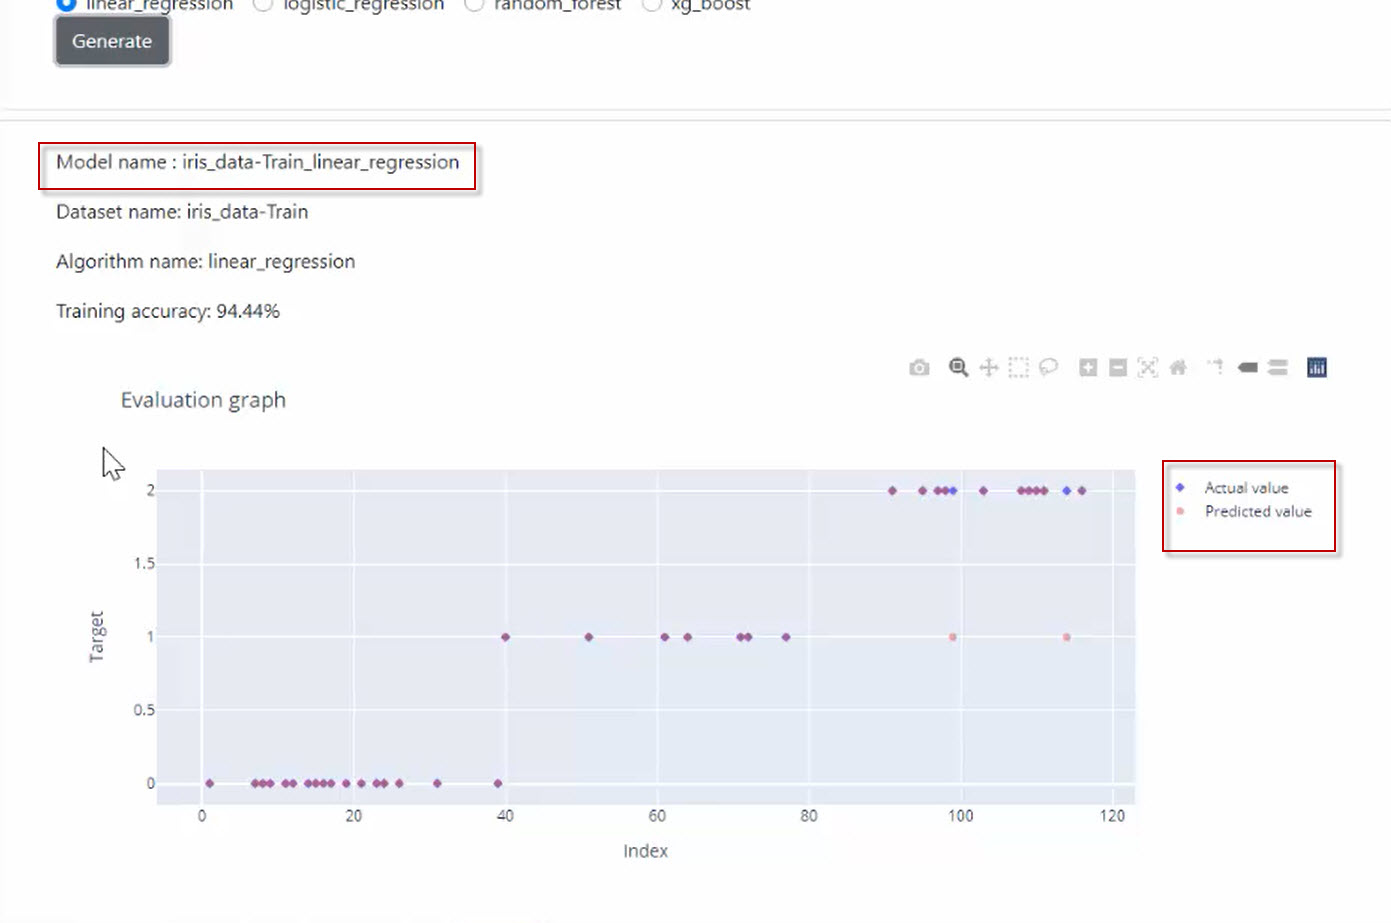 linear_regression logistic_regression random_forest xg_boost
Generate
Model name : iris_data-Train_linear_regression
Dataset name: iris_data-Train
Algorithm name: linear_regression
Training accuracy: 94.44%
Evaluation graph
Actual value
Predicted value
2
1.5
1
0.5
0
Target
0 20 40 60 80 100 120
Index